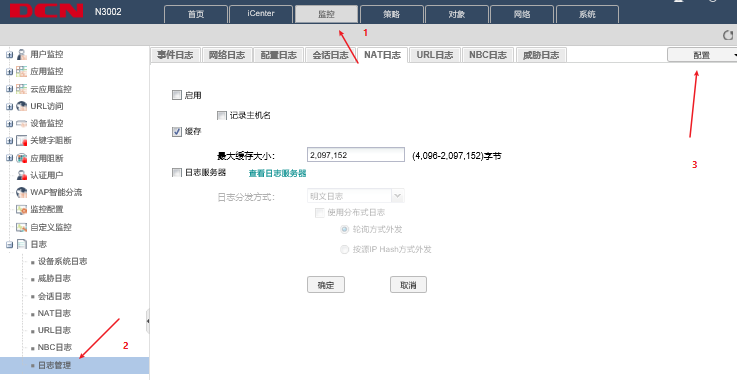 DCN N3002 首页 iCenter 监控 策略 对象 网络 系统
1
用户监控
应用监控
云应用监控
URL访问
设备监控
关键字阻断
应用阻断
认证用户
WAP智能分流
监控配置
自定义监控
日志
设备系统日志
威胁日志
会话日志
NAT日志
URL日志
NBC日志
日志管理
2
事件日志 网络日志 配置日志 会话日志 NAT日志 URL日志 NBC日志 威胁日志 配置
3
启用
记录主机名
缓存
最大缓存大小: 2,097,152 (4,096-2,097,152)字节
日志服务器 查看日志服务器
日志分发方式: 明文日志
使用分布式日志
轮询方式外发
按源IP Hash方式外发
确定 取消